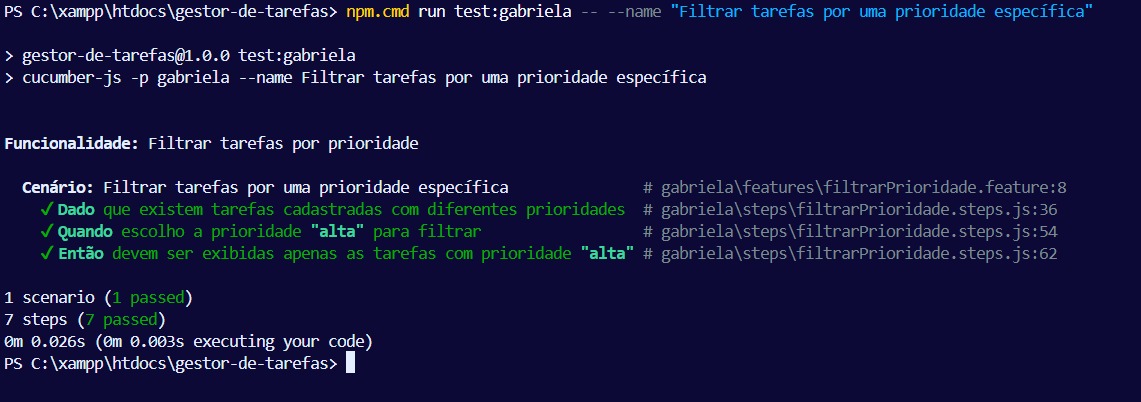 PS C:\xampp\htdocs\gestor-de-tarefas> npm.cmd run test:gabriela -- --name "Filtrar tarefas por uma prioridade específica"
> gestor-de-tarefas@1.0.0 test:gabriela
> cucumber-js -p gabriela --name Filtrar tarefas por uma prioridade específica
Funcionalidade: Filtrar tarefas por prioridade
Cenário: Filtrar tarefas por uma prioridade específica # gabriela\features\filtrarPrioridade.feature:8
✓ Dado que existem tarefas cadastradas com diferentes prioridades # gabriela\steps\filtrarPrioridade.steps.js:36
✓ Quando escolho a prioridade "alta" para filtrar # gabriela\steps\filtrarPrioridade.steps.js:54
✓ Então devem ser exibidas apenas as tarefas com prioridade "alta" # gabriela\steps\filtrarPrioridade.steps.js:62
1 scenario (1 passed)
7 steps (7 passed)
0m 0.026s (0m 0.003s executing your code)
PS C:\xampp\htdocs\gestor-de-tarefas>